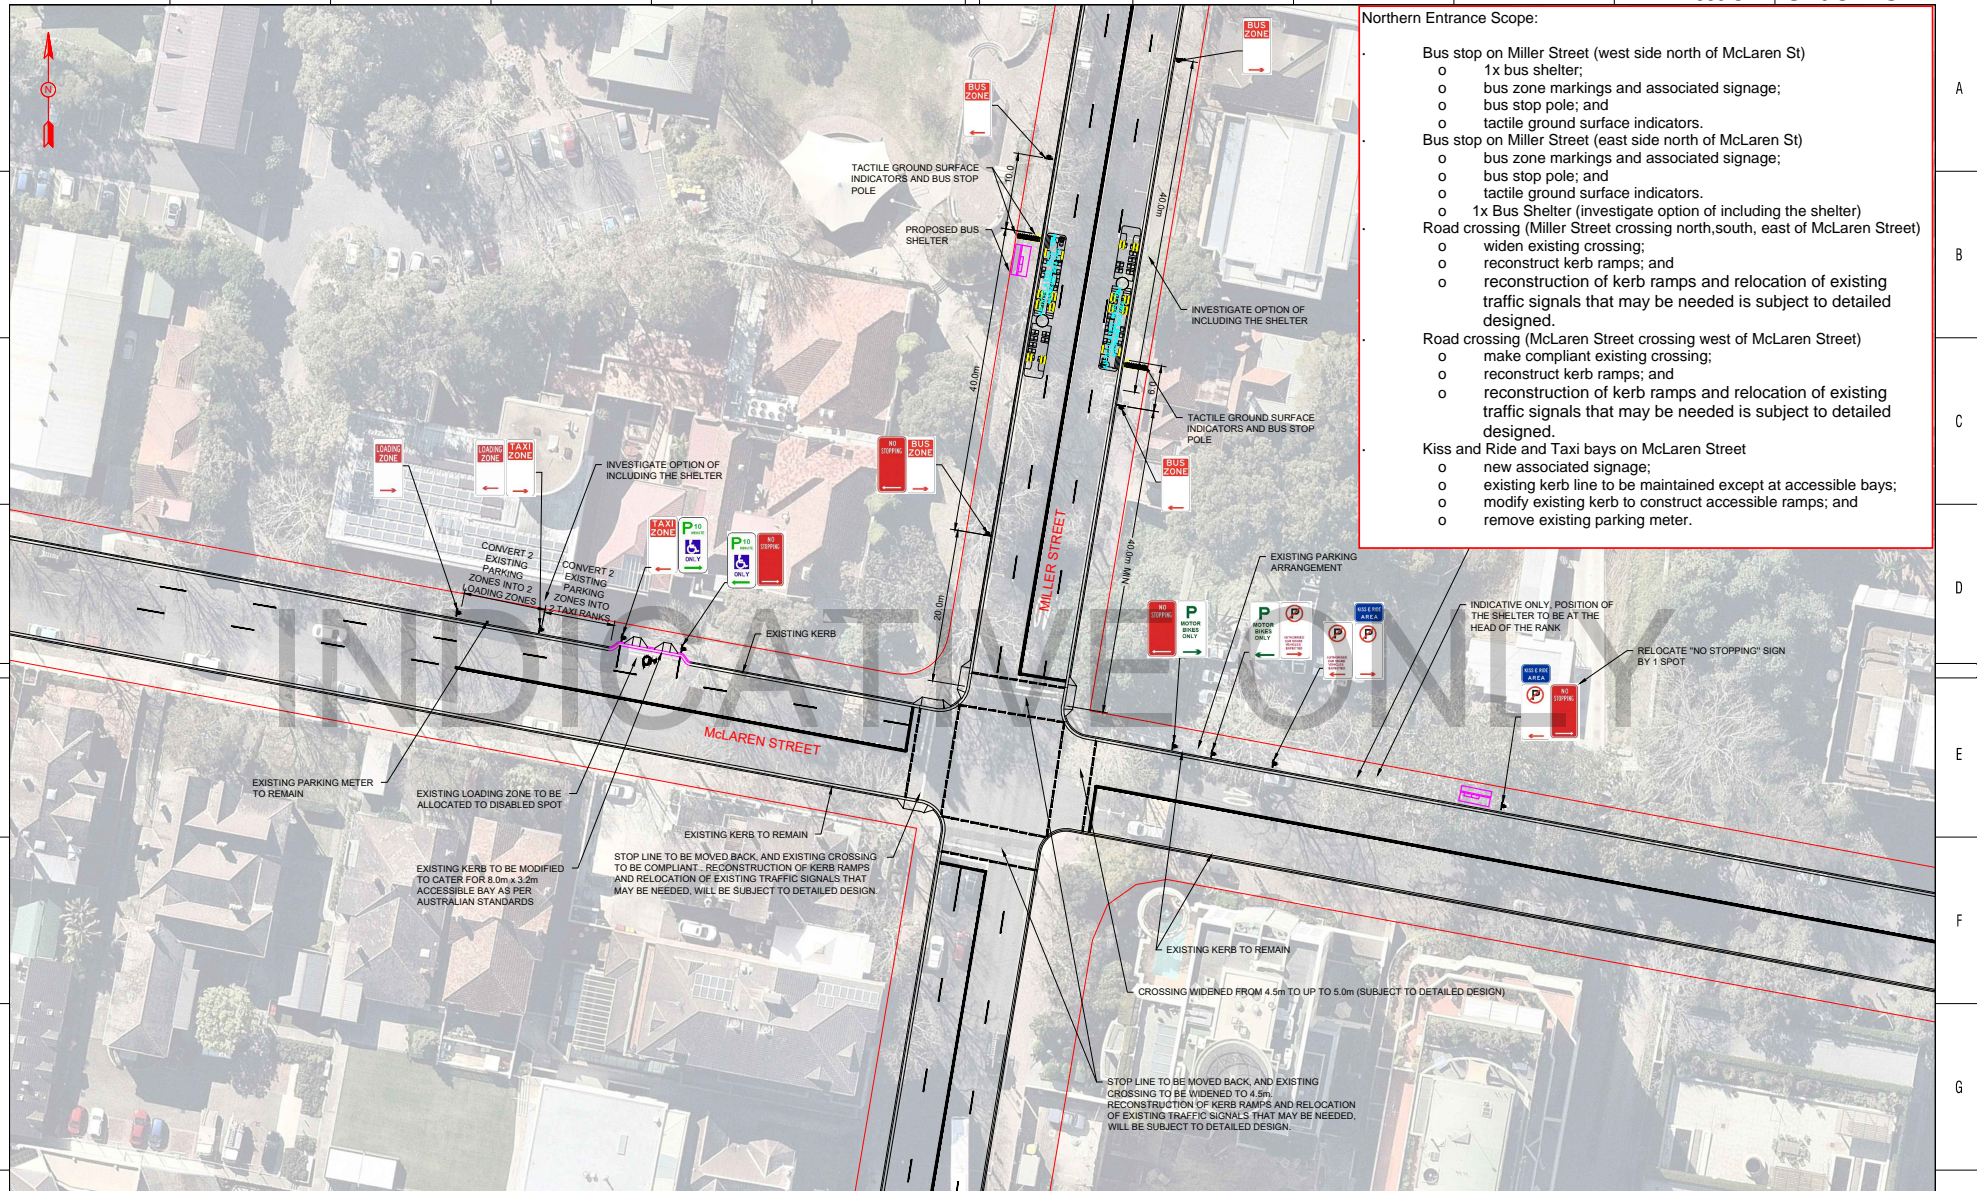 Northern Entrance Scope:
Bus stop on Miller Street (west side north of McLaren St)
o 1x bus shelter;
o bus zone markings and associated signage;
o bus stop pole; and
o tactile ground surface indicators.
Bus stop on Miller Street (east side north of McLaren St)
o bus zone markings and associated signage;
o bus stop pole; and
o tactile ground surface indicators.
o 1x Bus Shelter (investigate option of including the shelter)
Road crossing (Miller Street crossing north,south, east of McLaren Street)
o widen existing crossing;
o reconstruct kerb ramps; and
o reconstruction of kerb ramps and relocation of existing
traffic signals that may be needed is subject to detailed
designed.
Road crossing (McLaren Street crossing west of McLaren Street)
o make compliant existing crossing;
o reconstruct kerb ramps; and
o reconstruction of kerb ramps and relocation of existing
traffic signals that may be needed is subject to detailed
designed.
Kiss and Ride and Taxi bays on McLaren Street
o new associated signage;
o existing kerb line to be maintained except at accessible bays;
o modify existing kerb to construct accessible ramps; and
o remove existing parking meter.
A
B
C
D
E
F
G
N
BUS
ZONE
BUS
ZONE
TACTILE GROUND SURFACE
INDICATORS AND BUS STOP
POLE
10.0
40.0m
PROPOSED BUS
SHELTER
INVESTIGATE OPTION OF
INCLUDING THE SHELTER
40.0m
9.0
TACTILE GROUND SURFACE
INDICATORS AND BUS STOP
POLE
BUS
ZONE
NO
STOPPING
BUS
ZONE
LOADING
ZONE
LOADING
ZONE
TAXI
ZONE
INVESTIGATE OPTION OF
INCLUDING THE SHELTER
TAXI
ZONE
P10
MINUTE
ONLY
P10
MINUTE
ONLY
NO
STOPPING
CONVERT 2
EXISTING
PARKING
ZONES INTO 2
LOADING ZONES
CONVERT 2
EXISTING
PARKING
ZONES INTO
2 TAXI RANKS
MILLER STREET
40.0m MIN
20.0m
EXISTING PARKING
ARRANGEMENT
EXISTING KERB
INDICATIVE ONLY
NO
STOPPING
P
MOTOR
BIKES
ONLY
P
MOTOR
BIKES
ONLY
P
P
KISS & RIDE
AREA
P
INDICATIVE ONLY, POSITION OF
THE SHELTER TO BE AT THE
HEAD OF THE RANK
RELOCATE "NO STOPPING" SIGN
BY 1 SPOT
KISS & RIDE
AREA
P
NO
STOPPING
McLAREN STREET
EXISTING PARKING METER
TO REMAIN
EXISTING LOADING ZONE TO BE
ALLOCATED TO DISABLED SPOT
EXISTING KERB TO REMAIN
EXISTING KERB TO BE MODIFIED
TO CATER FOR 8.0m x 3.2m
ACCESSIBLE BAY AS PER
AUSTRALIAN STANDARDS
STOP LINE TO BE MOVED BACK, AND EXISTING CROSSING
TO BE COMPLIANT . RECONSTRUCTION OF KERB RAMPS
AND RELOCATION OF EXISTING TRAFFIC SIGNALS THAT
MAY BE NEEDED, WILL BE SUBJECT TO DETAILED DESIGN.
EXISTING KERB TO REMAIN
CROSSING WIDENED FROM 4.5m TO UP TO 5.0m (SUBJECT TO DETAILED DESIGN)
STOP LINE TO BE MOVED BACK, AND EXISTING
CROSSING TO BE WIDENED TO 4.5m.
RECONSTRUCTION OF KERB RAMPS AND RELOCATION
OF EXISTING TRAFFIC SIGNALS THAT MAY BE NEEDED,
WILL BE SUBJECT TO DETAILED DESIGN.